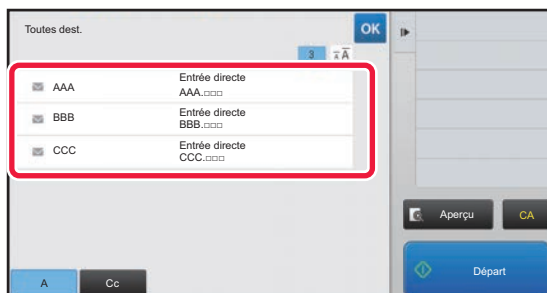 Toutes dest.
OK
3
AAA
Entrée directe
AAA.□□□
BBB
Entrée directe
BBB.□□□
CCC
Entrée directe
CCC.□□□
Aperçu
CA
A
Cc
Départ